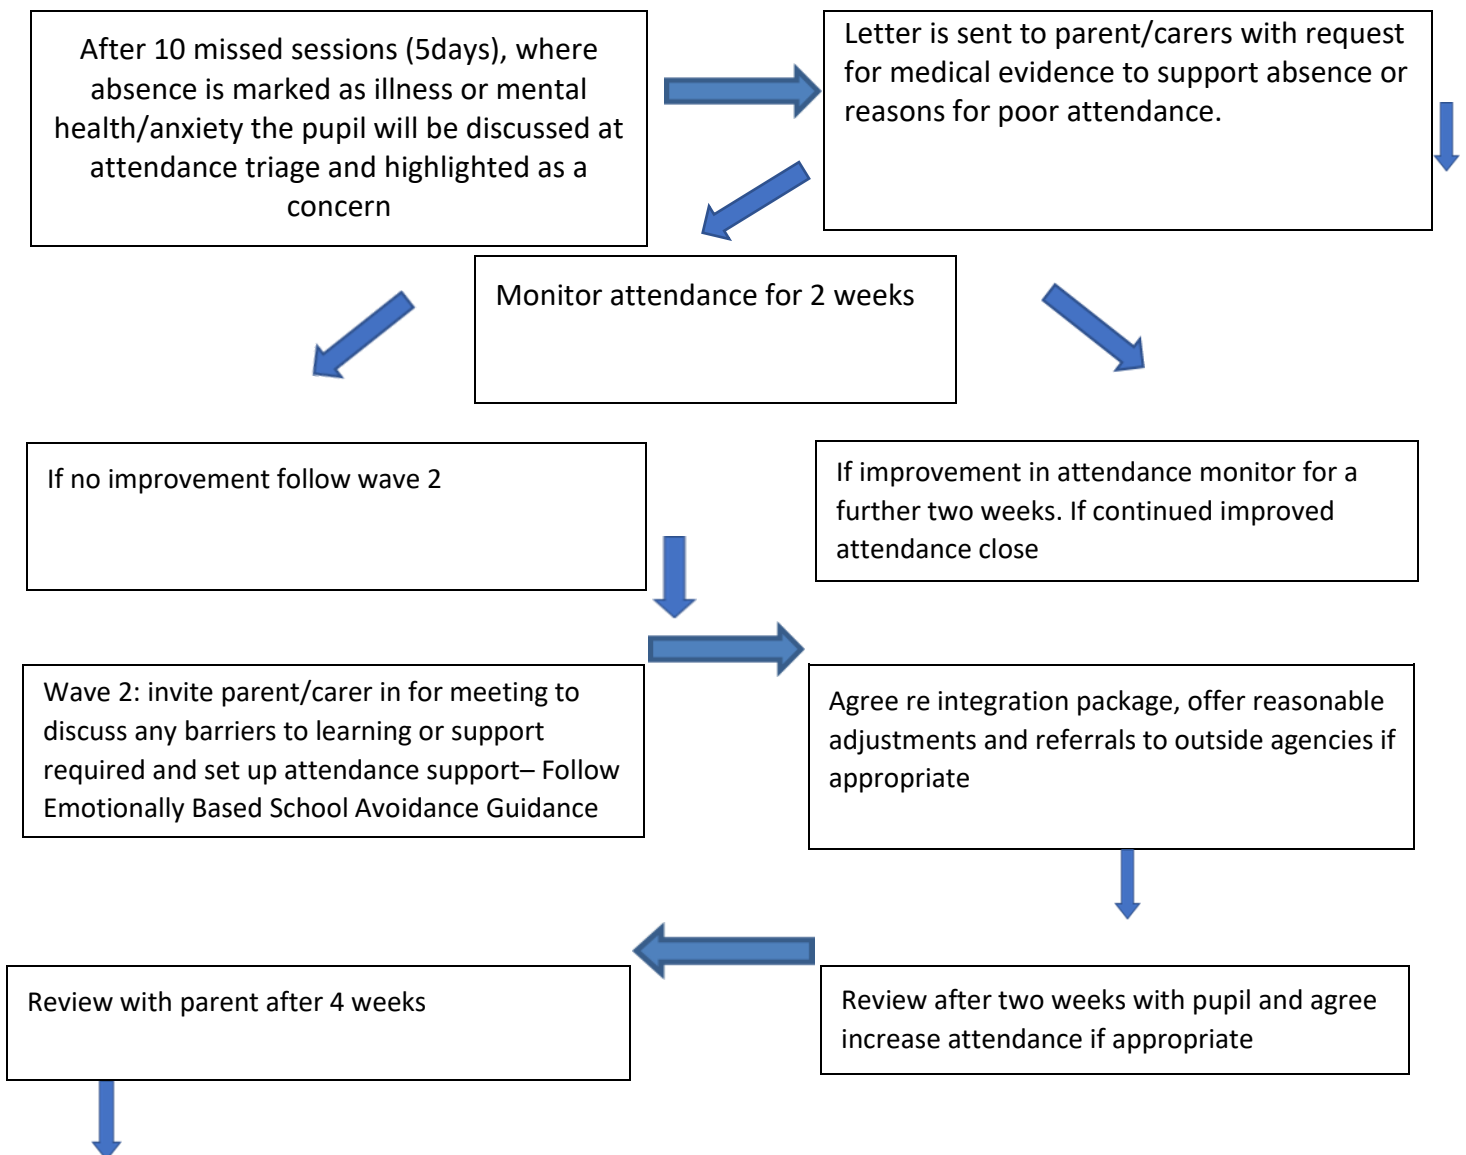 After 10 missed sessions (5days), where
absence is marked as illness or mental
health/anxiety the pupil will be discussed at
attendance triage and highlighted as a
concern
Letter is sent to parent/carers with request
for medical evidence to support absence or
reasons for poor attendance.
Monitor attendance for 2 weeks
If no improvement follow wave 2
If improvement in attendance monitor for a
further two weeks. If continued improved
attendance close
Wave 2: invite parent/carer in for meeting to
discuss any barriers to learning or support
required and set up attendance support– Follow
Emotionally Based School Avoidance Guidance
Agree re integration package, offer reasonable
adjustments and referrals to outside agencies if
appropriate
Review after two weeks with pupil and agree
increase attendance if appropriate
Review with parent after 4 weeks